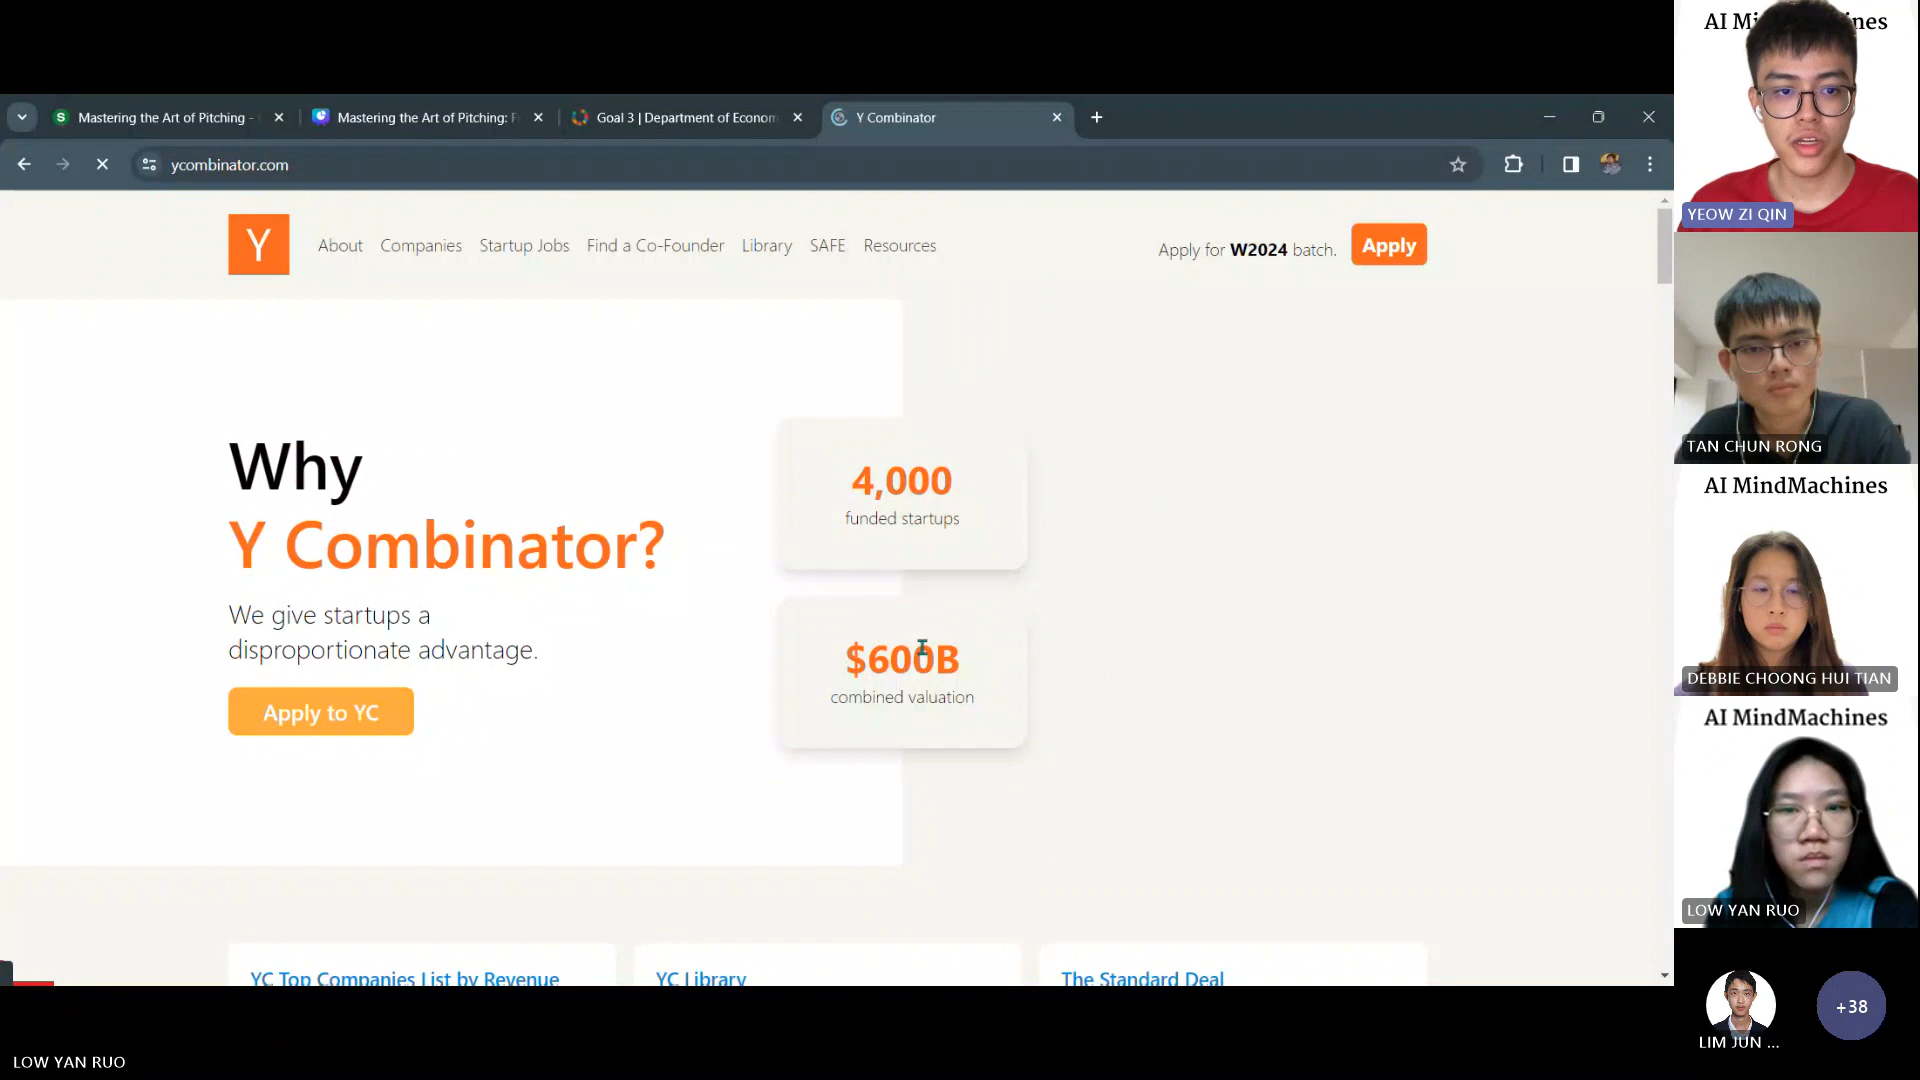 Mastering the Art of Pitching -
Mastering the Art of Pitching: F
Goal 3 | Department of Econom
Y Combinator
ycombinator.com
Y
About
Companies
Startup Jobs
Find a Co-Founder
Library
SAFE
Resources
Apply for W2024 batch.
Apply
Why
Y Combinator?
We give startups a
disproportionate advantage.
Apply to YC
4,000
funded startups
$600B
combined valuation
YC Top Companies List by Revenue
YC Library
The Standard Deal
AI Mi nes
YEOW ZI QIN
TAN CHUN RONG
AI MindMachines
DEBBIE CHOONG HUI TIAN
AI MindMachines
LOW YAN RUO
LIM JUN ...
+38
LOW YAN RUO